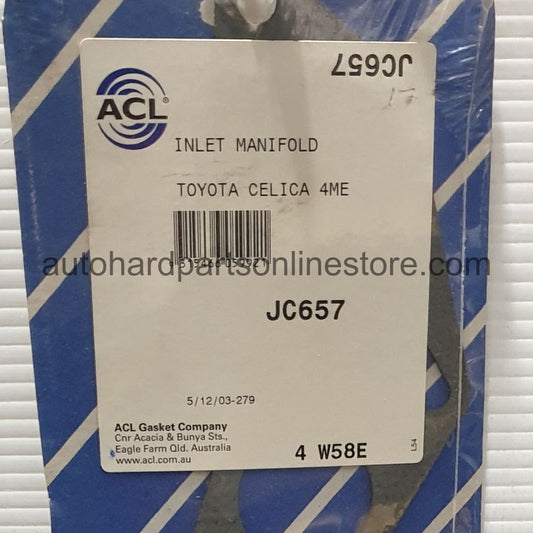 JC657
ACL®
INLET MANIFOLD
TOYOTA CELICA 4ME
autohardpartsonlinestore.com
JC657
5/12/03-279
ACL Gasket Company
Cnr Acacia & Bunya Sts.,
Eagle Farm Qld. Australia
www.acl.com.au
4 W58E
L54